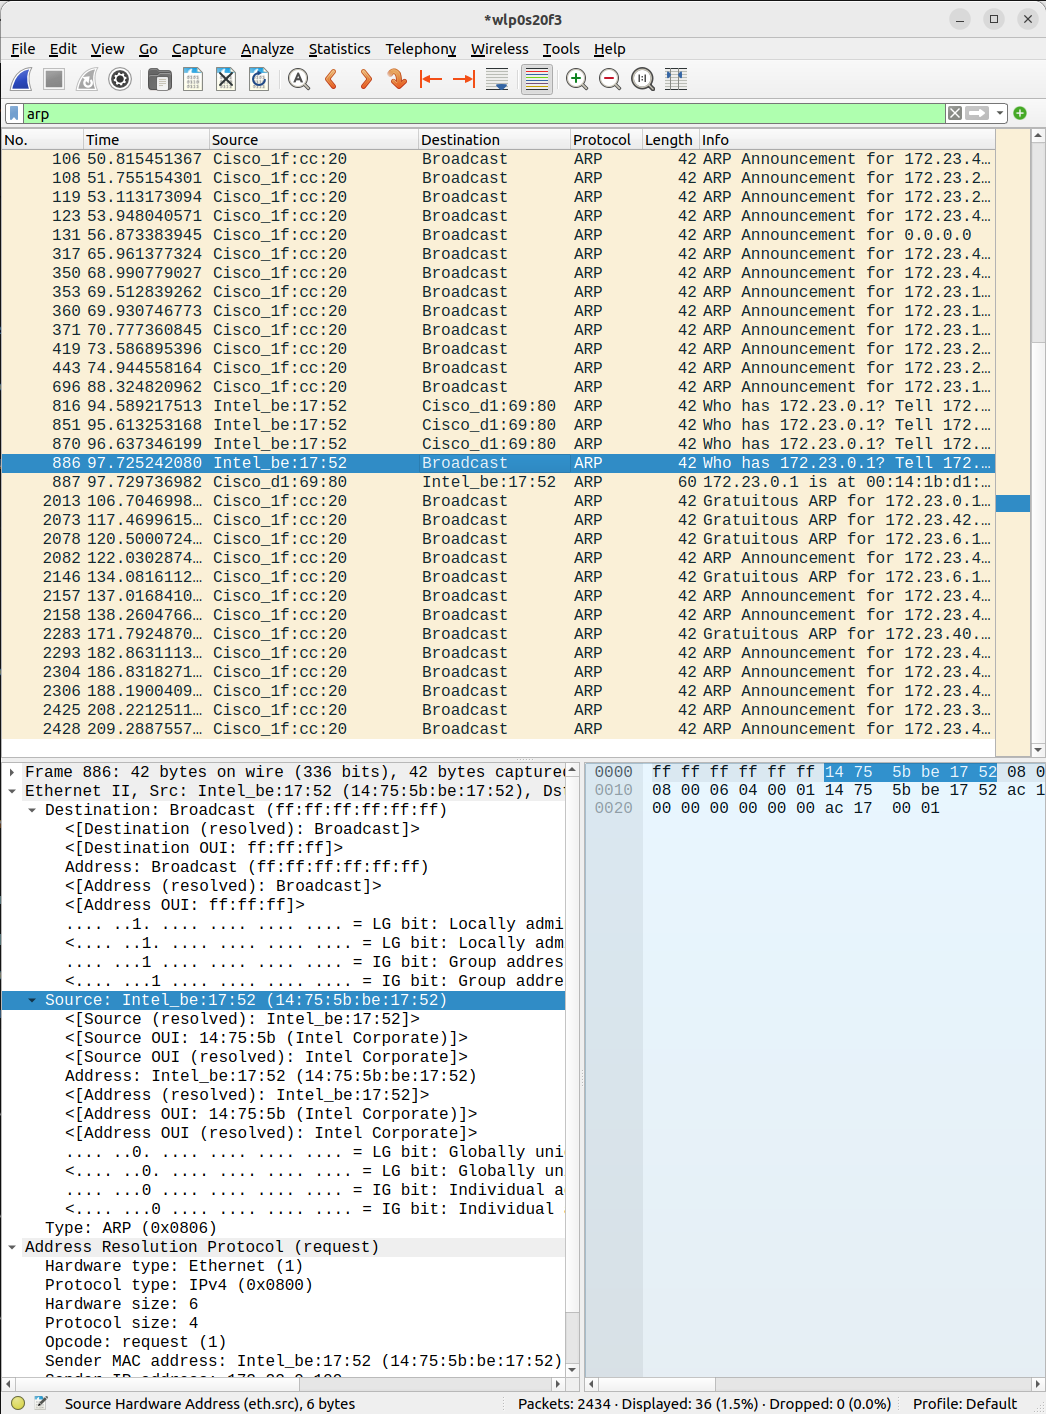 *wlp0s20f3
File Edit View Go Capture Analyze Statistics Telephony Wireless Tools Help
arp
No. Time Source Destination Protocol Length Info
106 50.815451367 Cisco_1f:cc:20 Broadcast ARP 42 ARP Announcement for 172.23.4…
108 51.755154301 Cisco_1f:cc:20 Broadcast ARP 42 ARP Announcement for 172.23.2…
119 53.113173094 Cisco_1f:cc:20 Broadcast ARP 42 ARP Announcement for 172.23.2…
123 53.948040571 Cisco_1f:cc:20 Broadcast ARP 42 ARP Announcement for 172.23.4…
131 56.873383945 Cisco_1f:cc:20 Broadcast ARP 42 ARP Announcement for 0.0.0.0
317 65.961377324 Cisco_1f:cc:20 Broadcast ARP 42 ARP Announcement for 172.23.4…
350 68.990779027 Cisco_1f:cc:20 Broadcast ARP 42 ARP Announcement for 172.23.4…
353 69.512839262 Cisco_1f:cc:20 Broadcast ARP 42 ARP Announcement for 172.23.1…
360 69.930746773 Cisco_1f:cc:20 Broadcast ARP 42 ARP Announcement for 172.23.1…
371 70.777360845 Cisco_1f:cc:20 Broadcast ARP 42 ARP Announcement for 172.23.1…
419 73.586895396 Cisco_1f:cc:20 Broadcast ARP 42 ARP Announcement for 172.23.2…
443 74.944558164 Cisco_1f:cc:20 Broadcast ARP 42 ARP Announcement for 172.23.2…
696 88.324820962 Cisco_1f:cc:20 Broadcast ARP 42 ARP Announcement for 172.23.1…
816 94.589217513 Intel_be:17:52 Cisco_d1:69:80 ARP 42 Who has 172.23.0.1? Tell 172.…
851 95.613253168 Intel_be:17:52 Cisco_d1:69:80 ARP 42 Who has 172.23.0.1? Tell 172.…
870 96.637346199 Intel_be:17:52 Cisco_d1:69:80 ARP 42 Who has 172.23.0.1? Tell 172.…
886 97.725242080 Intel_be:17:52 Broadcast ARP 42 Who has 172.23.0.1? Tell 172.…
887 97.729736982 Cisco_d1:69:80 Intel_be:17:52 ARP 60 172.23.0.1 is at 00:14:1b:d1:…
2013 106.7046998… Cisco_1f:cc:20 Broadcast ARP 42 Gratuitous ARP for 172.23.0.1…
2073 117.4699615… Cisco_1f:cc:20 Broadcast ARP 42 Gratuitous ARP for 172.23.42.…
2078 120.5000724… Cisco_1f:cc:20 Broadcast ARP 42 Gratuitous ARP for 172.23.6.1…
2082 122.0302874… Cisco_1f:cc:20 Broadcast ARP 42 ARP Announcement for 172.23.4…
2146 134.0816112… Cisco_1f:cc:20 Broadcast ARP 42 Gratuitous ARP for 172.23.6.1…
2157 137.0168410… Cisco_1f:cc:20 Broadcast ARP 42 ARP Announcement for 172.23.4…
2158 138.2604766… Cisco_1f:cc:20 Broadcast ARP 42 ARP Announcement for 172.23.4…
2283 171.7924870… Cisco_1f:cc:20 Broadcast ARP 42 Gratuitous ARP for 172.23.40.…
2293 182.8631113… Cisco_1f:cc:20 Broadcast ARP 42 ARP Announcement for 172.23.4…
2304 186.8318271… Cisco_1f:cc:20 Broadcast ARP 42 ARP Announcement for 172.23.4…
2306 188.1900409… Cisco_1f:cc:20 Broadcast ARP 42 ARP Announcement for 172.23.4…
2425 208.2212511… Cisco_1f:cc:20 Broadcast ARP 42 ARP Announcement for 172.23.3…
2428 209.2887557… Cisco_1f:cc:20 Broadcast ARP 42 ARP Announcement for 172.23.4…
Frame 886: 42 bytes on wire (336 bits), 42 bytes captured
Ethernet II, Src: Intel_be:17:52 (14:75:5b:be:17:52), Dst
Destination: Broadcast (ff:ff:ff:ff:ff:ff)
<[Destination (resolved): Broadcast]>
<[Destination OUI: ff:ff:ff]>
Address: Broadcast (ff:ff:ff:ff:ff:ff)
<[Address (resolved): Broadcast]>
<[Address OUI: ff:ff:ff]>
.... ..1. .... .... .... .... = LG bit: Locally admi
<.... ..1. .... .... .... .... = LG bit: Locally adm
.... ...1 .... .... .... .... = IG bit: Group addres
<.... ...1 .... .... .... .... = IG bit: Group addre
Source: Intel_be:17:52 (14:75:5b:be:17:52)
<[Source (resolved): Intel_be:17:52]>
<[Source OUI: 14:75:5b (Intel Corporate)]>
<[Source OUI (resolved): Intel Corporate]>
Address: Intel_be:17:52 (14:75:5b:be:17:52)
<[Address (resolved): Intel_be:17:52]>
<[Address OUI: 14:75:5b (Intel Corporate)]>
<[Address OUI (resolved): Intel Corporate]>
.... ..0. .... .... .... .... = LG bit: Globally uni
<.... ..0. .... .... .... .... = LG bit: Globally un
.... ...0 .... .... .... .... = IG bit: Individual a
<.... ...0 .... .... .... .... = IG bit: Individual
Type: ARP (0x0806)
Address Resolution Protocol (request)
Hardware type: Ethernet (1)
Protocol type: IPv4 (0x0800)
Hardware size: 6
Protocol size: 4
Opcode: request (1)
Sender MAC address: Intel_be:17:52 (14:75:5b:be:17:52)
0000 ff ff ff ff ff ff 14 75 5b be 17 52 08 0
0010 08 00 06 04 00 01 14 75 5b be 17 52 ac 1
0020 00 00 00 00 00 00 ac 17 00 01
Source Hardware Address (eth.src), 6 bytes
Packets: 2434 · Displayed: 36 (1.5%) · Dropped: 0 (0.0%)
Profile: Default